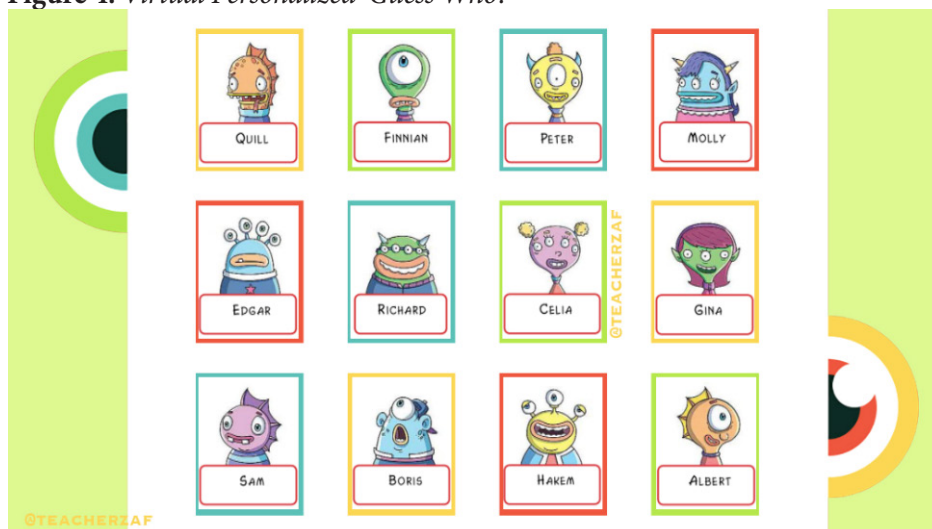 Figure 1. Virtual Personalized 'Guess Who?'
QUILL
FINNIAN
PETER
MOLLY
EDGAR
RICHARD
CELIA
GINA
@TEACHERZAF
SAM
BORIS
HAKEM
ALBERT
@TEACHERZAF